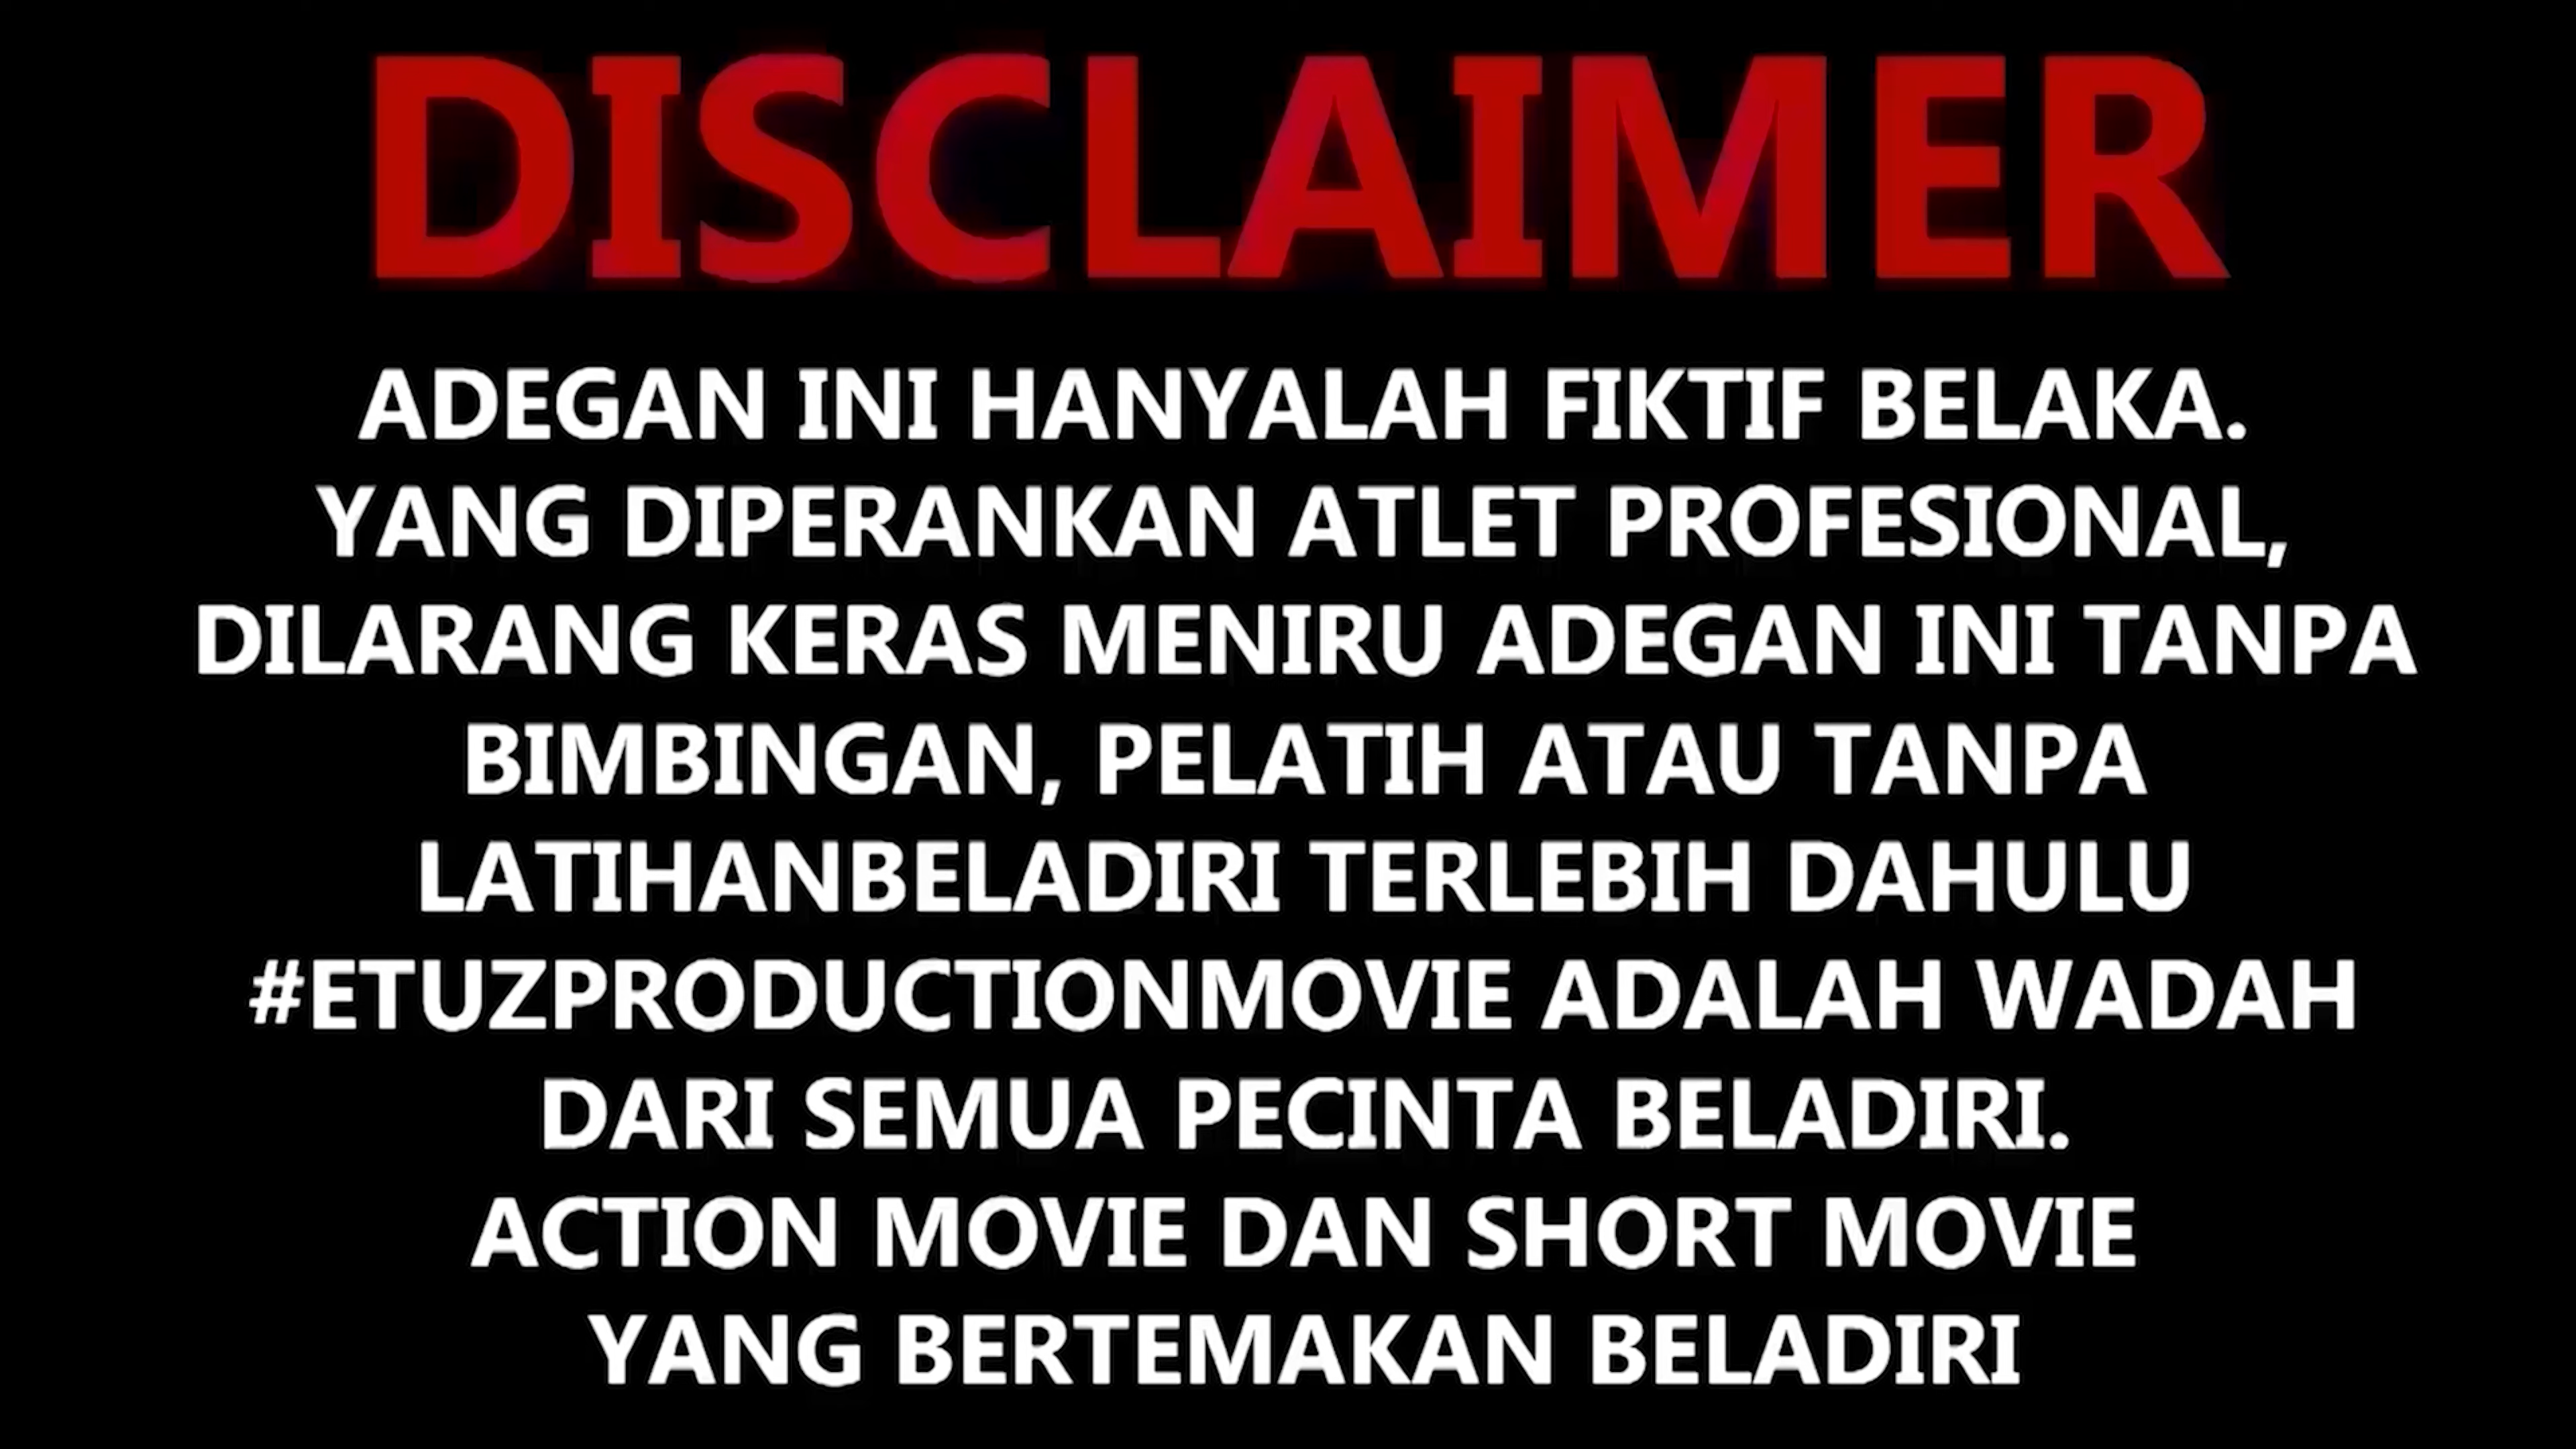 DISCLAIMER
ADEGAN INI HANYALAH FIKTIF BELAKA.
YANG DIPERANKAN ATLET PROFESIONAL,
DILARANG KERAS MENIRU ADEGAN INI TANPA
BIMBINGAN, PELATIH ATAU TANPA
LATIHANBELADIRI TERLEBIH DAHULU
#ETUZPRODUCTIONMOVIE ADALAH WADAH
DARI SEMUA PECINTA BELADIRI.
ACTION MOVIE DAN SHORT MOVIE
YANG BERTEMAKAN BELADIRI